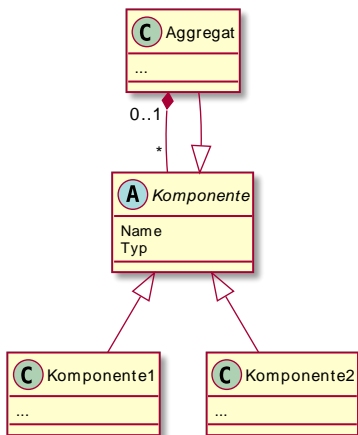 C Aggregat
...
0..1
*
A Komponente
Name
Typ
C Komponente1
...
C Komponente2
...